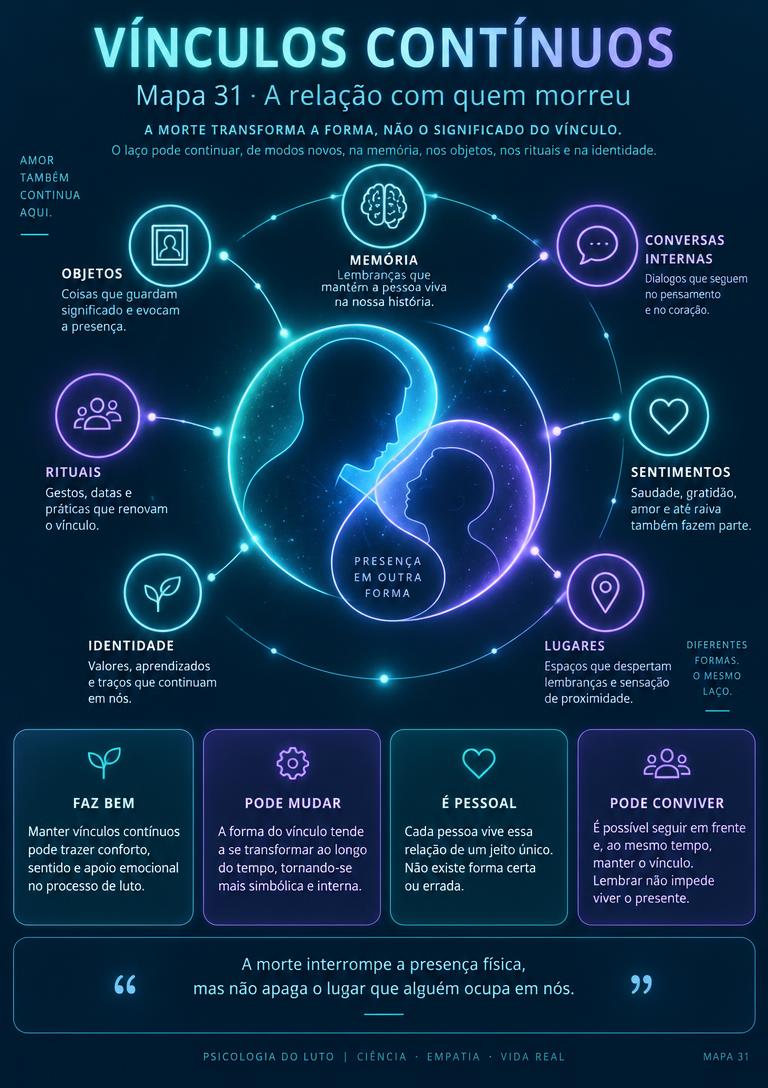 VÍNCULOS CONTÍNUOS
Mapa 31 · A relação com quem morreu
A MORTE TRANSFORMA A FORMA, NÃO O SIGNIFICADO DO VÍNCULO.
O laço pode continuar, de modos novos, na memória, nos objetos, nos rituais e na identidade.
AMOR
TAMBÉM
CONTINUA
AQUI.
MEMÓRIA
Lembranças que
mantém a pessoa viva
na nossa história.
CONVERSAS
INTERNAS
Dialogos que seguem
no pensamento
e no coração.
OBJETOS
Coisas que guardam
significado e evocam
a presença.
RITUAIS
Gestos, datas e
práticas que renovam
o vínculo.
SENTIMENTOS
Saudade, gratidão,
amor e até raiva
também fazem parte.
PRESENÇA
EM OUTRA
FORMA
IDENTIDADE
Valores, aprendizados
e traços que continuam
em nós.
LUGARES
Espaços que despertam
lembranças e sensação
de proximidade.
DIFERENTES
FORMAS.
O MESMO
LAÇO.
FAZ BEM
Manter vínculos contínuos
pode trazer conforto,
sentido e apoio emocional
no processo de luto.
PODE MUDAR
A forma do vínculo tende
a se transformar ao longo
do tempo, tornando-se
mais simbólica e interna.
É PESSOAL
Cada pessoa vive essa
relação de um jeito único.
Não existe forma certa
ou errada.
PODE CONVIVER
É possível seguir em frente
e, ao mesmo tempo,
manter o vínculo.
Lembrar não impede
viver o presente.
“ A morte interrompe a presença física,
mas não apaga o lugar que alguém ocupa em nós. ”
PSICOLOGIA DO LUTO | CIÊNCIA · EMPATIA · VIDA REAL
MAPA 31